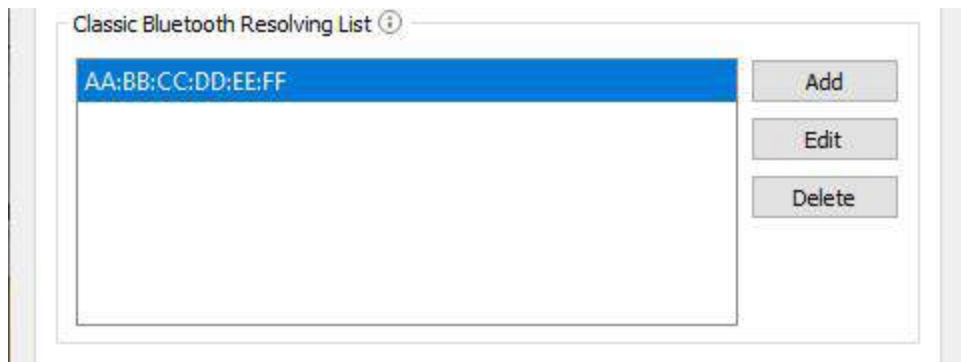 Classic Bluetooth Resolving List
AA:BB:CC:DD:EE:FF
Add
Edit
Delete